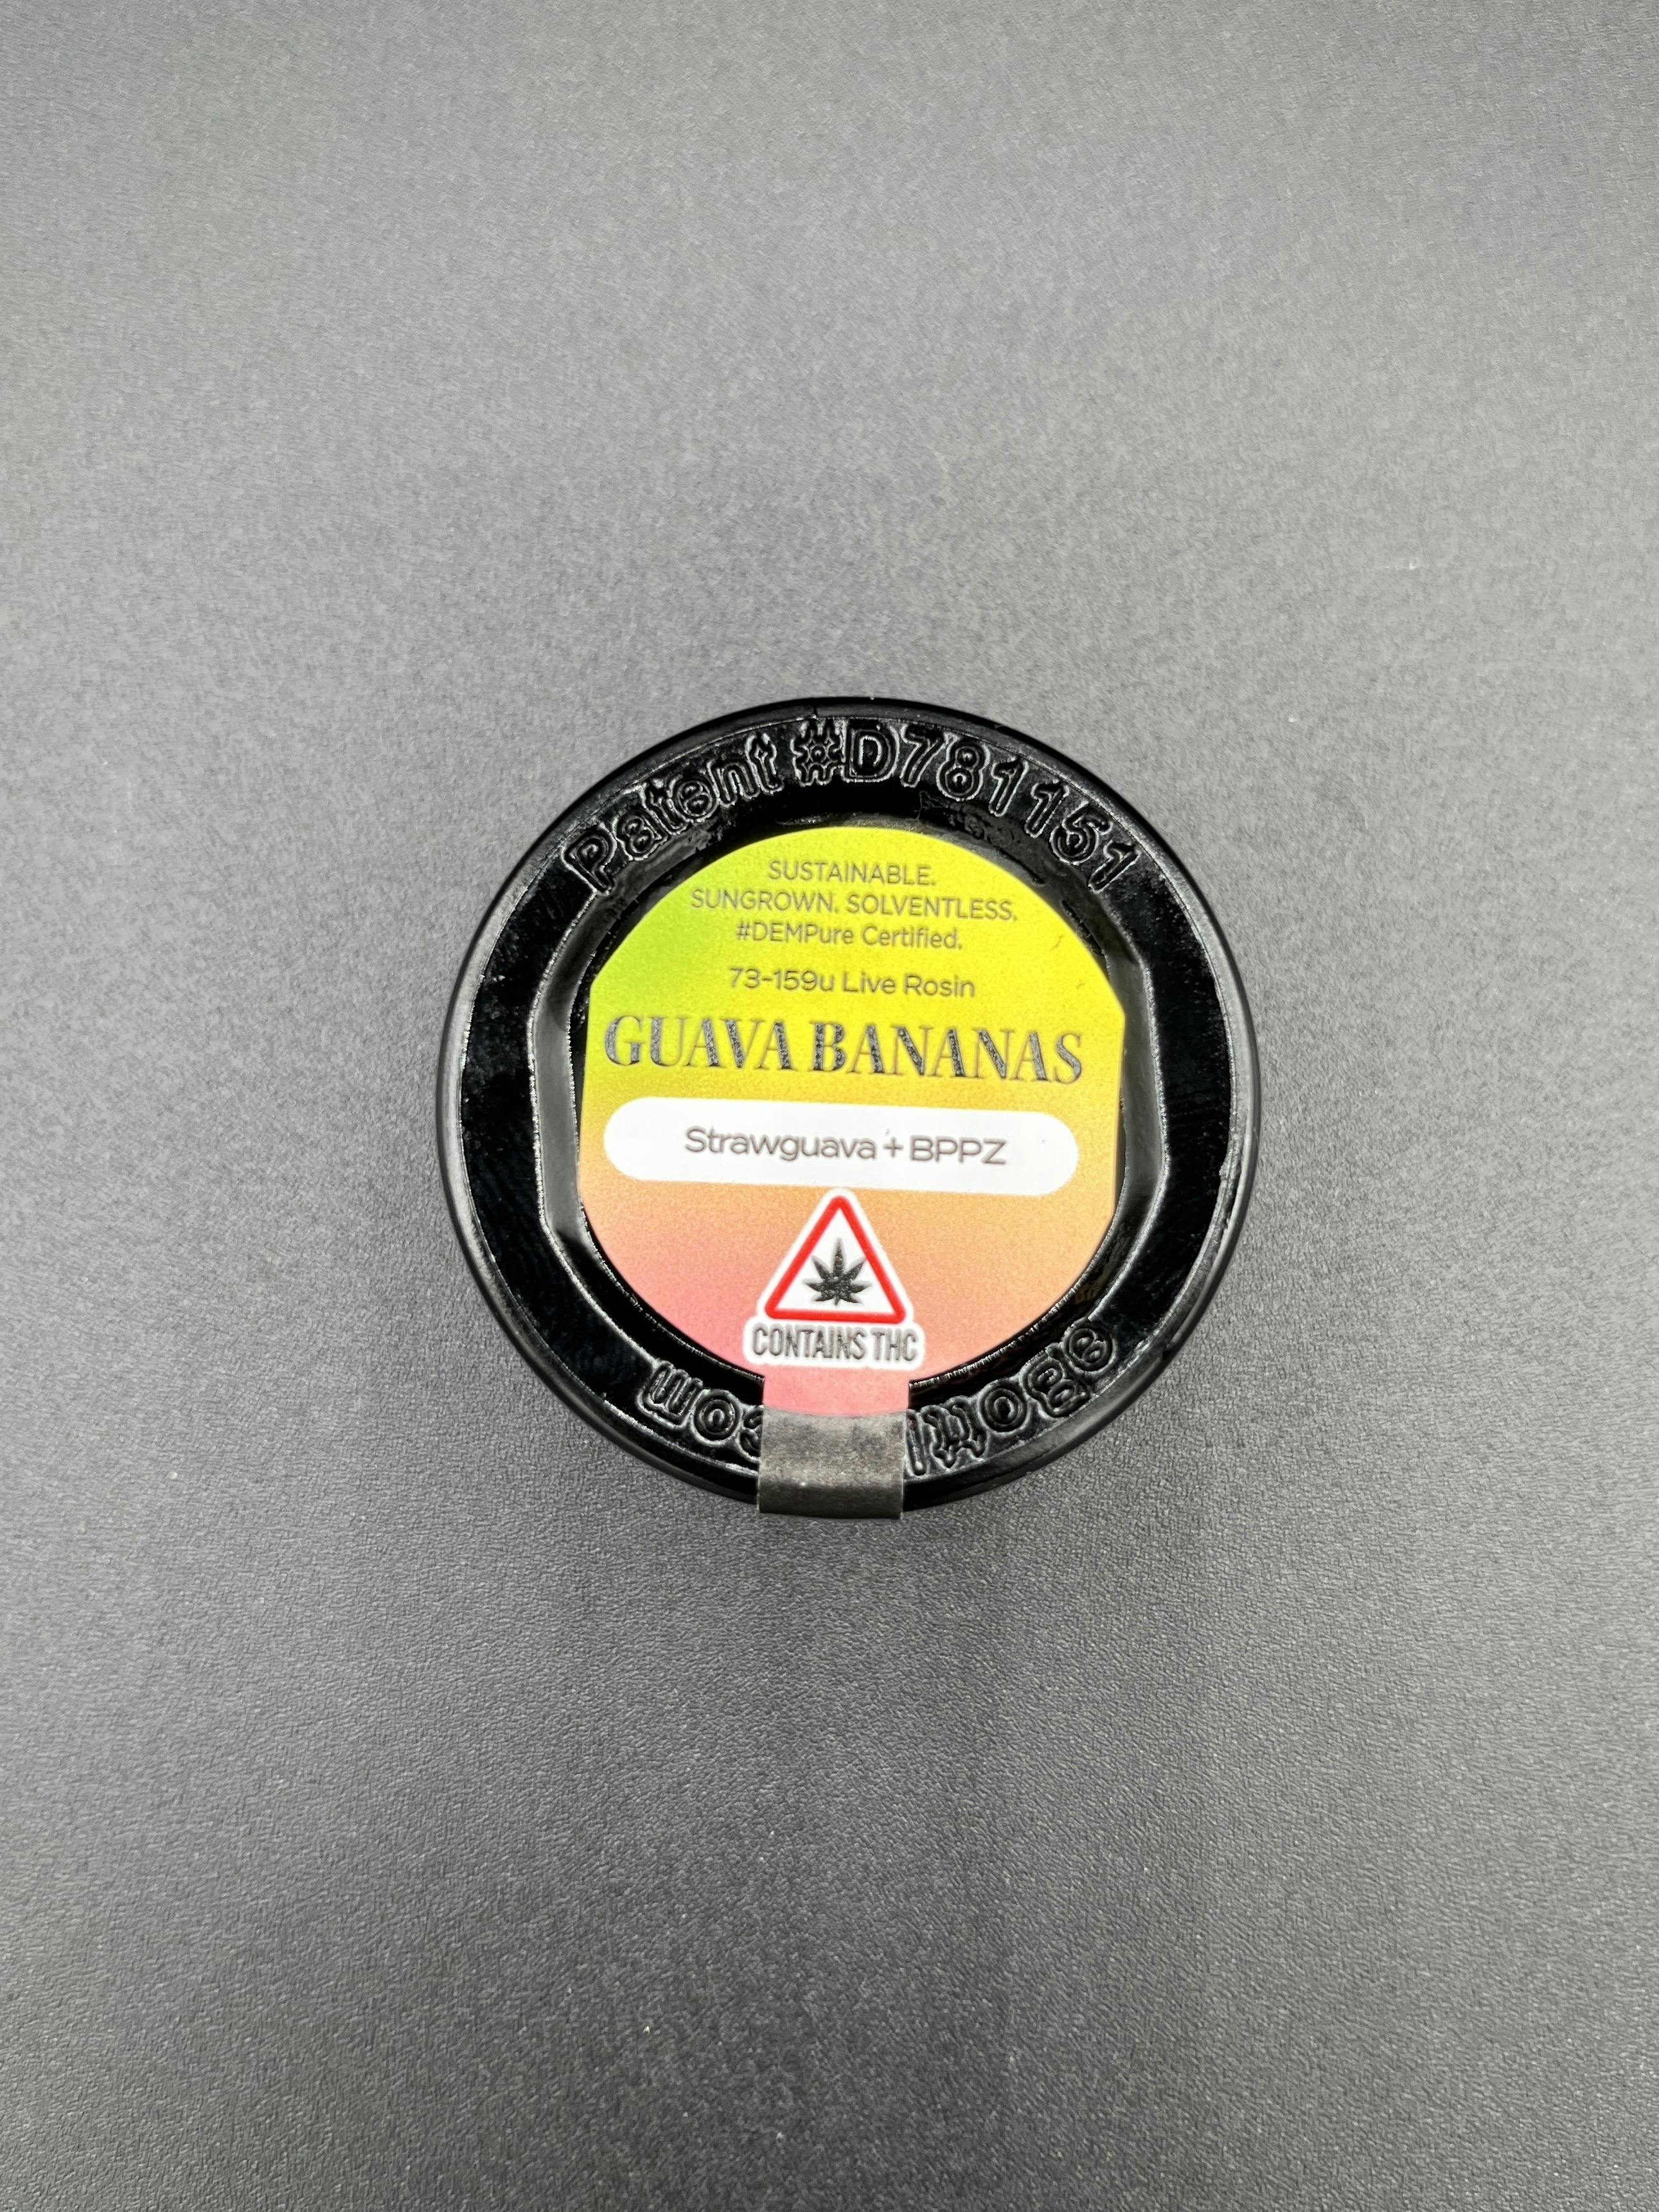 Patent #D781151
SUSTAINABLE.
SUNGROWN. SOLVENTLESS.
#DEMPure Certified.
73-159u Live Rosin
GUAVA BANANAS
Strawguava + BPPZ
CONTAINS THC